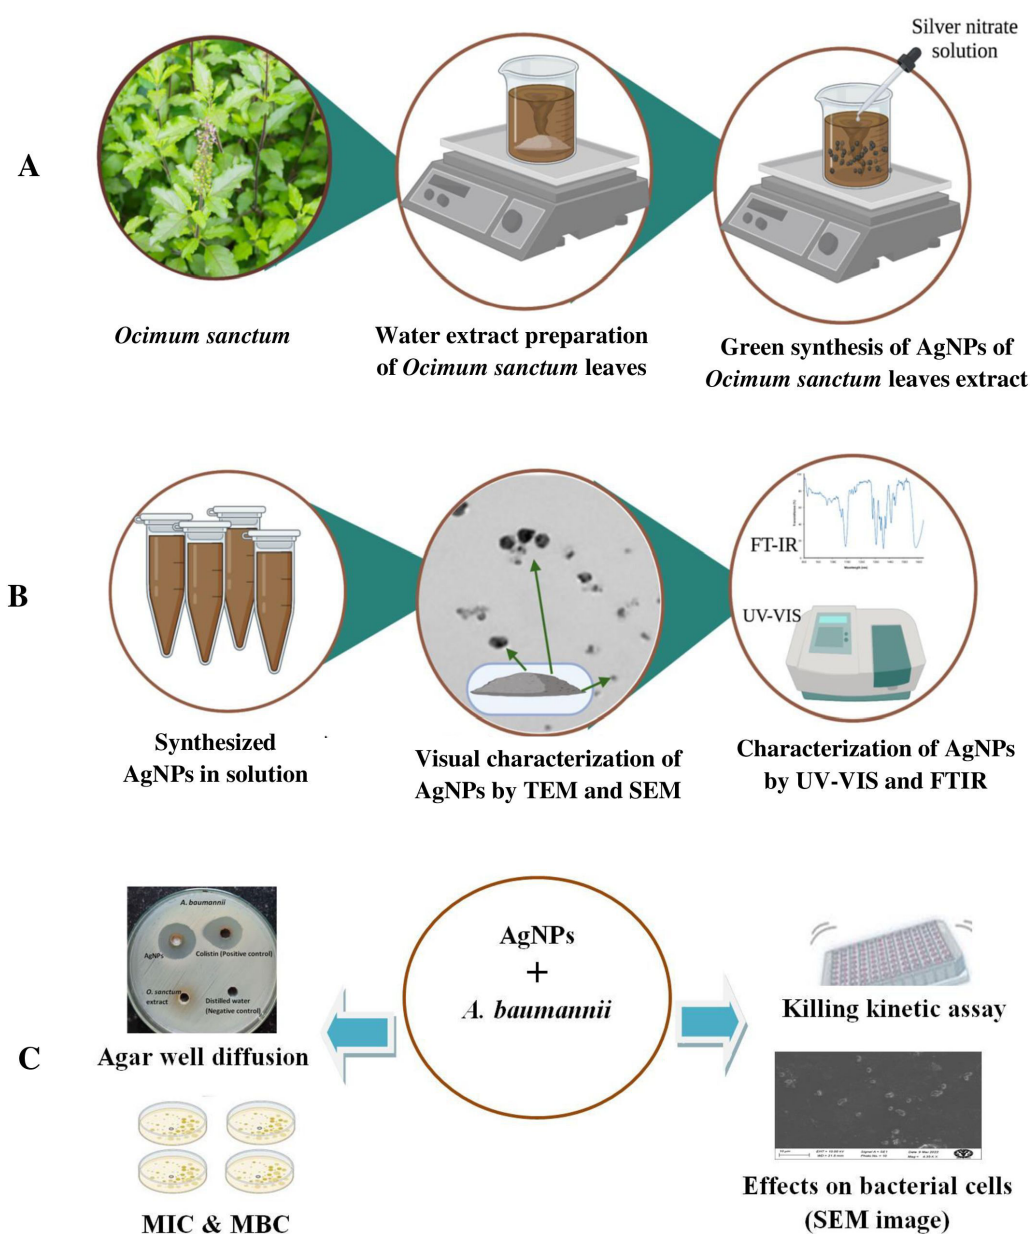 Silver nitrate
solution
A
Ocimum sanctum
Water extract preparation
of Ocimum sanctum leaves
Green synthesis of AgNPs of
Ocimum sanctum leaves extract
B
FT-IR
UV-VIS
Synthesized
AgNPs in solution
Visual characterization of
AgNPs by TEM and SEM
Characterization of AgNPs
by UV-VIS and FTIR
C
A. baumannii
AgNPs
Colistin (Positive control)
O. sanctum
extract
Distilled water
(Negative control)
Agar well diffusion
MIC & MBC
AgNPs
+
A. baumannii
Killing kinetic assay
Effects on bacterial cells
(SEM image)